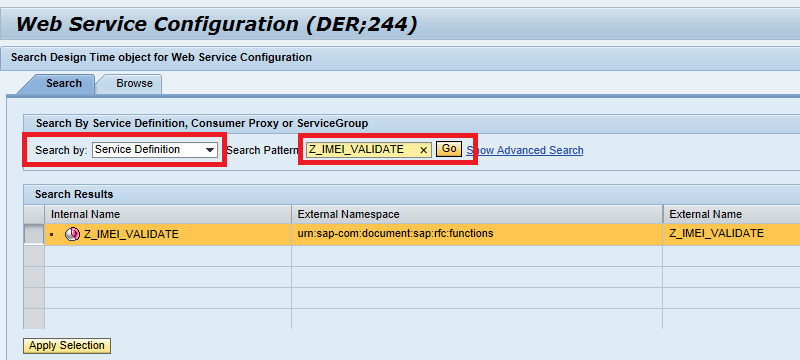 Web Service Configuration (DER;244)
Search Design Time object for Web Service Configuration
Search Browse
Search By Service Definition, Consumer Proxy or ServiceGroup
Search by: Service Definition Search Pattern Z_IMEI_VALIDATE × Go Show Advanced Search
Search Results
Internal Name External Namespace External Name
Z_IMEI_VALIDATE urn:sap-com:document:sap:rfc:functions Z_IMEI_VALIDATE
Apply Selection